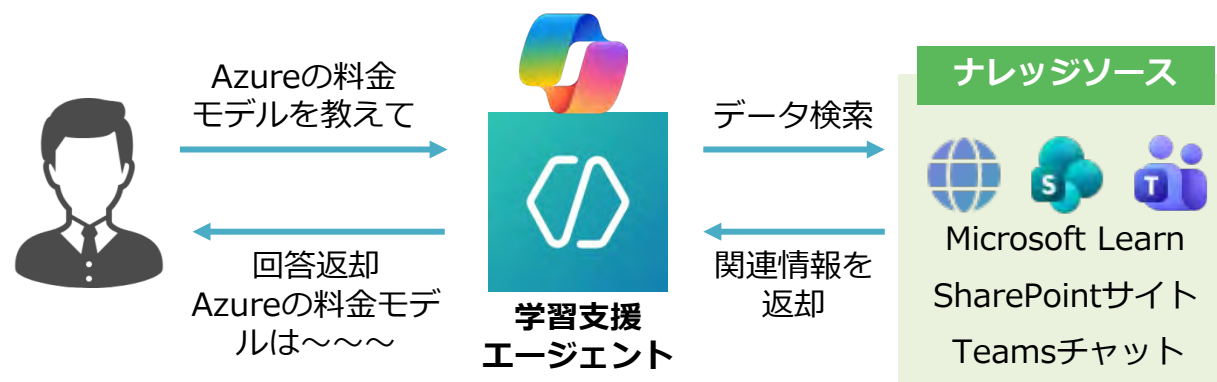 Azureの料金
モデルを教えて
回答返却
Azureの料金モデ
ルは～～～
学習支援
エージェント
データ検索
関連情報を
返却
ナレッジソース
S
T
Microsoft Learn
SharePointサイト
Teamsチャット